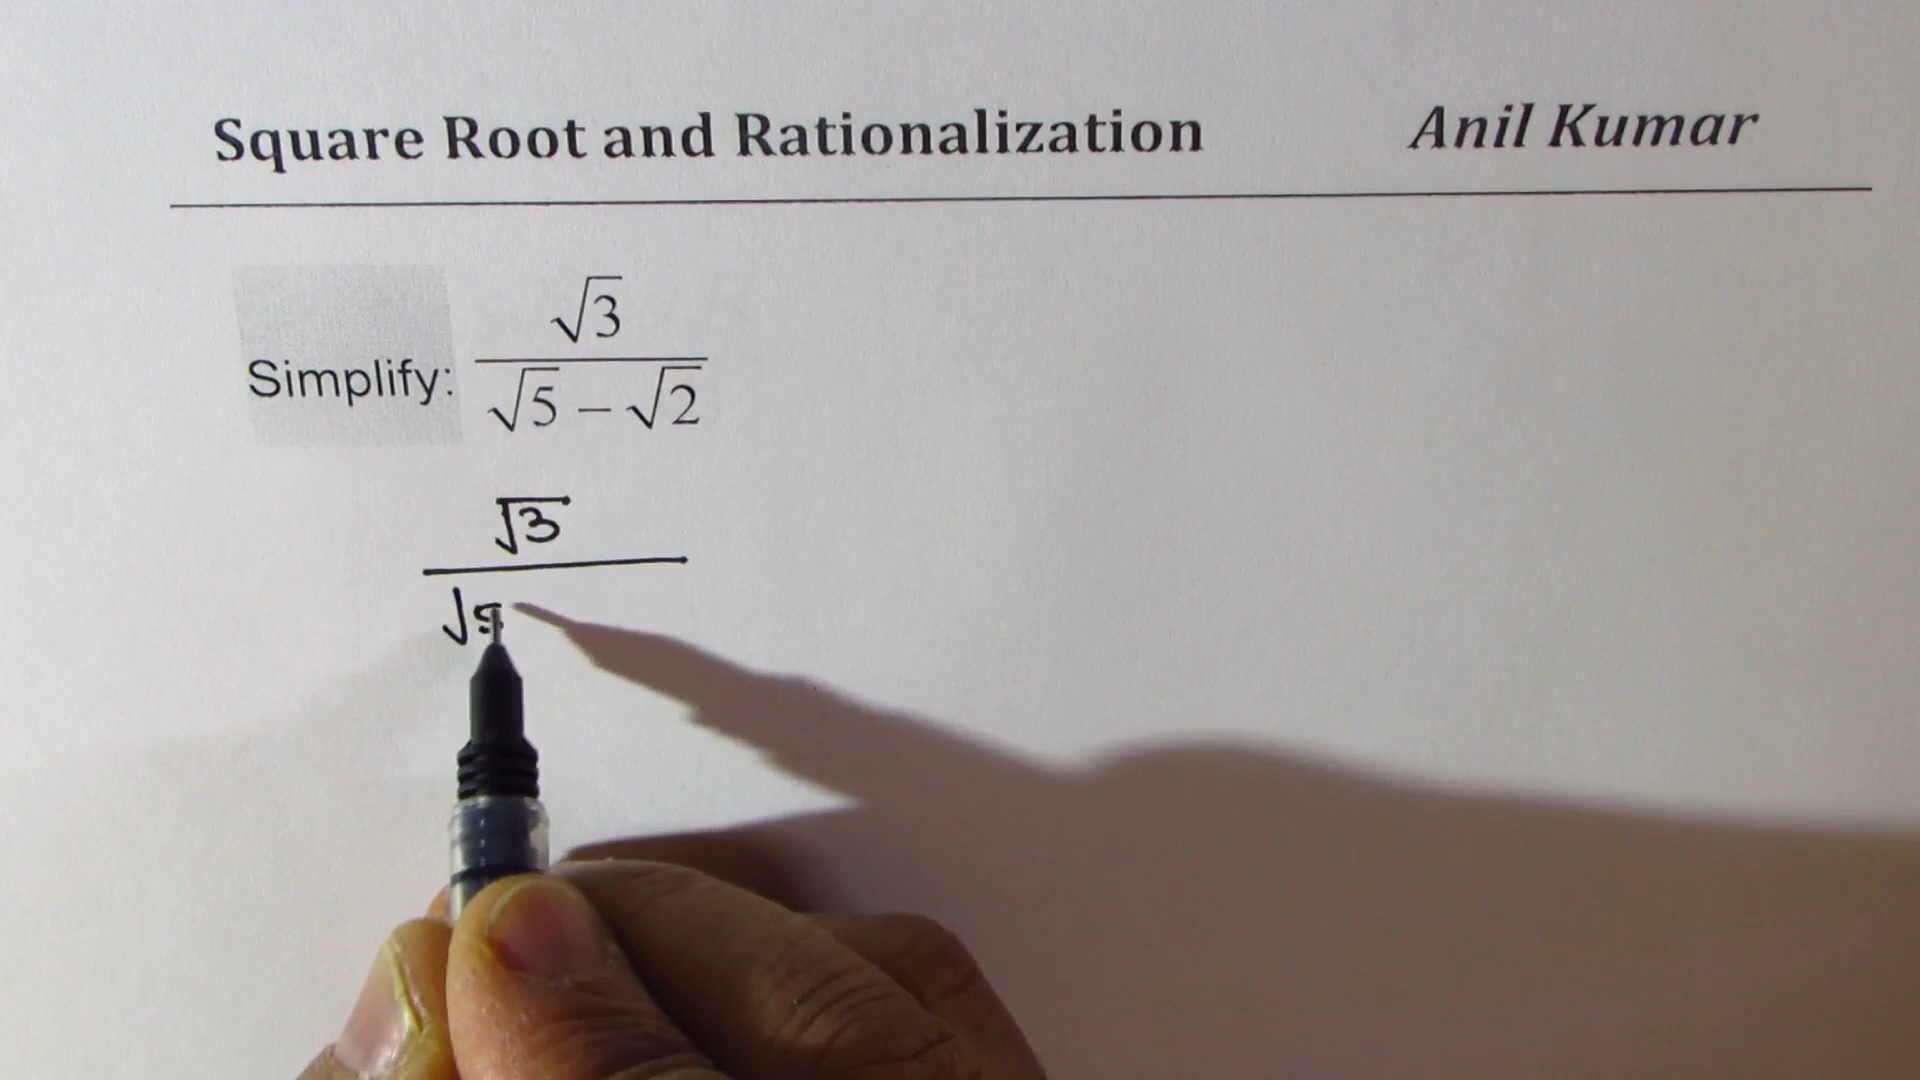 Square Root and Rationalization Anil Kumar
√3
Simplify: ―――
√5 − √2
√3
―――
√5